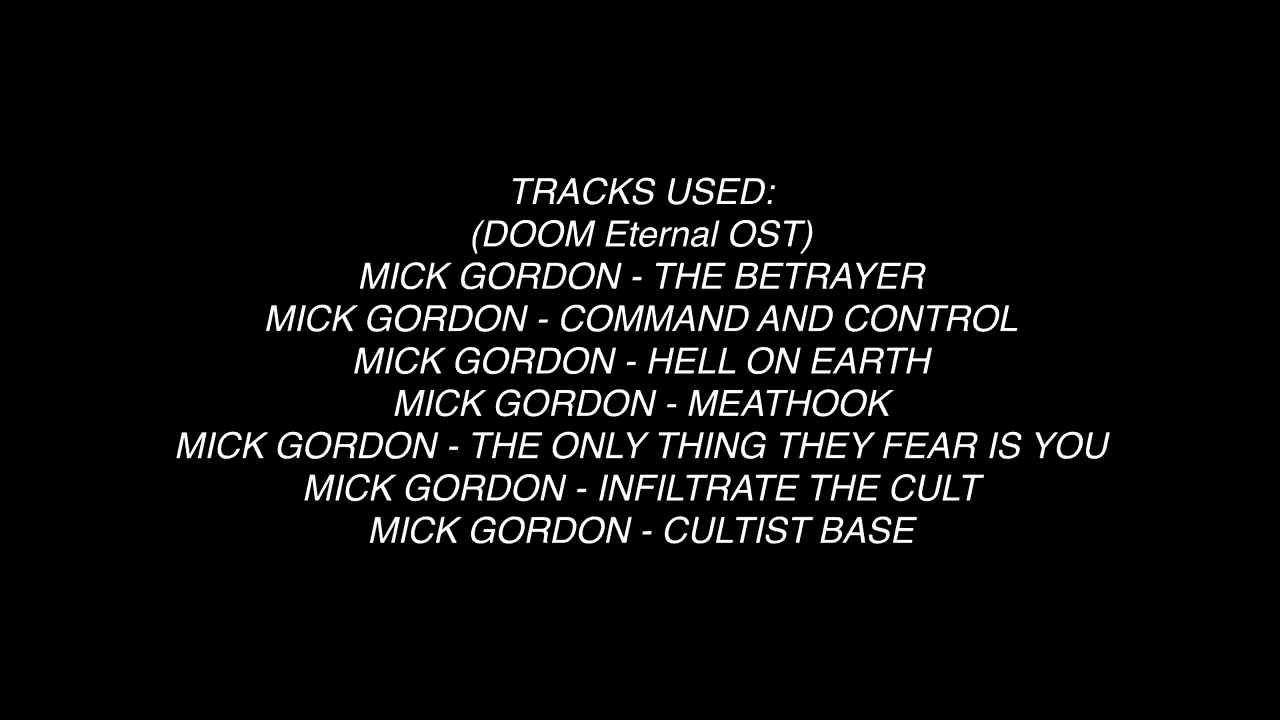 TRACKS USED:
(DOOM Eternal OST)
MICK GORDON - THE BETRAYER
MICK GORDON - COMMAND AND CONTROL
MICK GORDON - HELL ON EARTH
MICK GORDON - MEATHOOK
MICK GORDON - THE ONLY THING THEY FEAR IS YOU
MICK GORDON - INFILTRATE THE CULT
MICK GORDON - CULTIST BASE